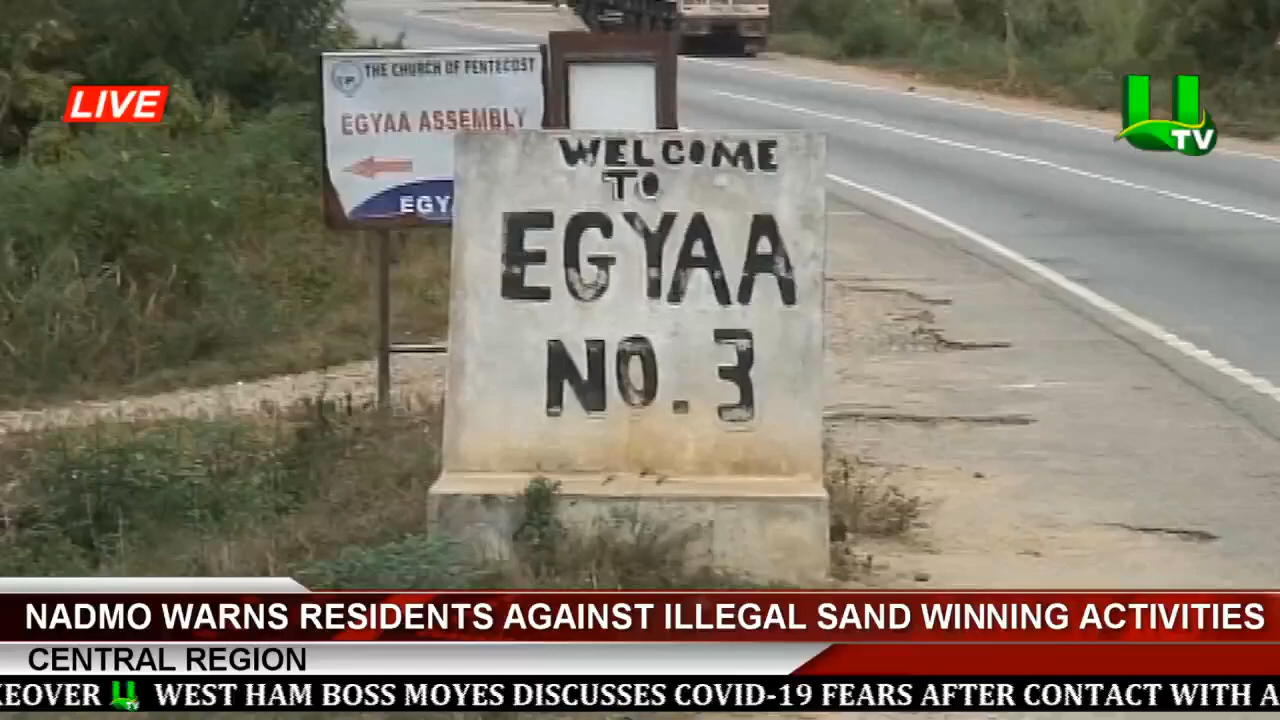 THE CHURCH OF PENTECOST
EGYAA ASSEMBLY
EGY
LIVE
U
TV
WELCOME
TO
EGYAA
NO. 3
NADMO WARNS RESIDENTS AGAINST ILLEGAL SAND WINNING ACTIVITIES
CENTRAL REGION
KEOVER U TV WEST HAM BOSS MOYES DISCUSSES COVID-19 FEARS AFTER CONTACT WITH A